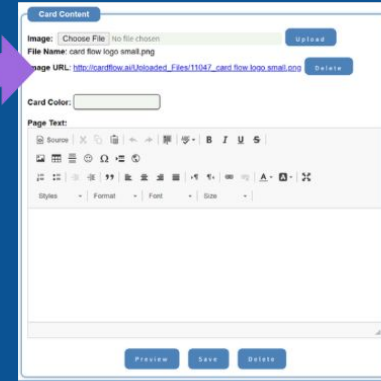 Card Content
Image: Choose File No file chosen Upload
File Name: card flow logo small.png
mage URL: http://cardflow.ai/Uploaded_Files/11047_card flow logo small.png Delete
Card Color:
Page Text:
Source B I U S
Ω
A A
Styles Format Font Size
Preview Save Delete